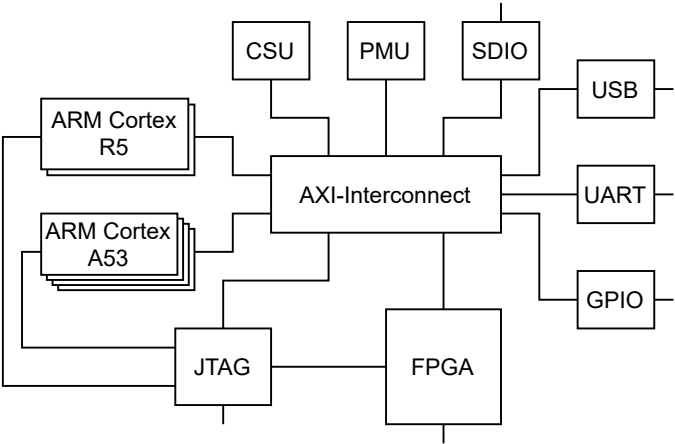 CSU
PMU
SDIO
USB
ARM Cortex
R5
AXI-Interconnect
UART
ARM Cortex
A53
GPIO
JTAG
FPGA